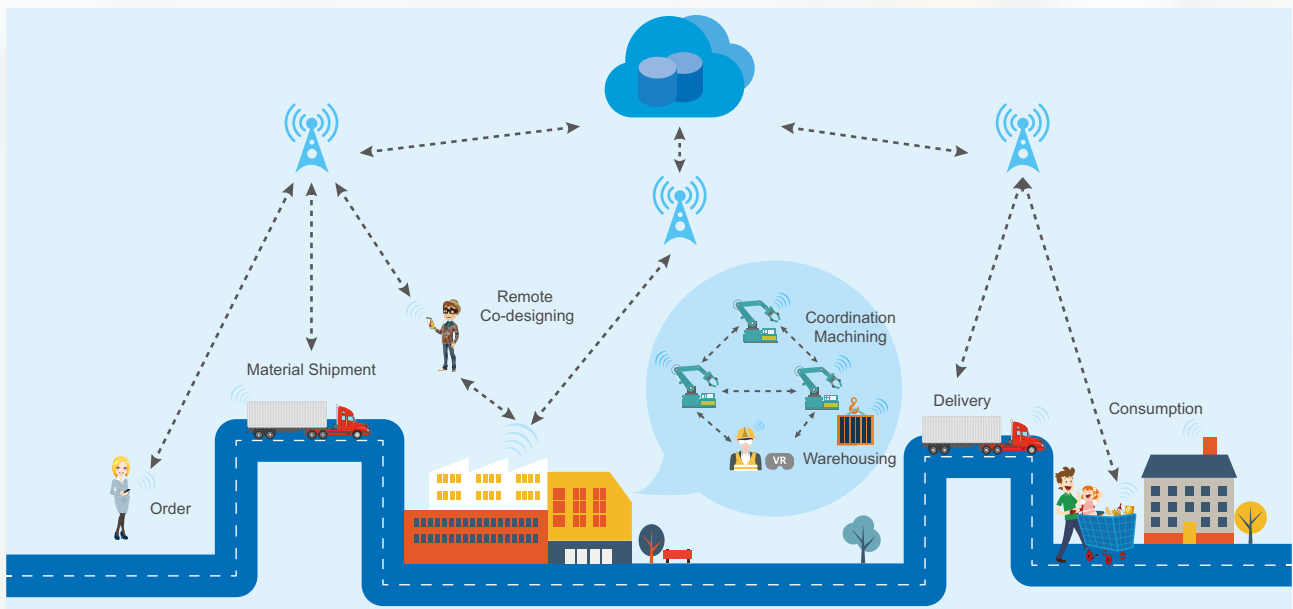 Remote
Co-designing
Coordination
Machining
Material Shipment
Delivery
Consumption
VR
Warehousing
Order